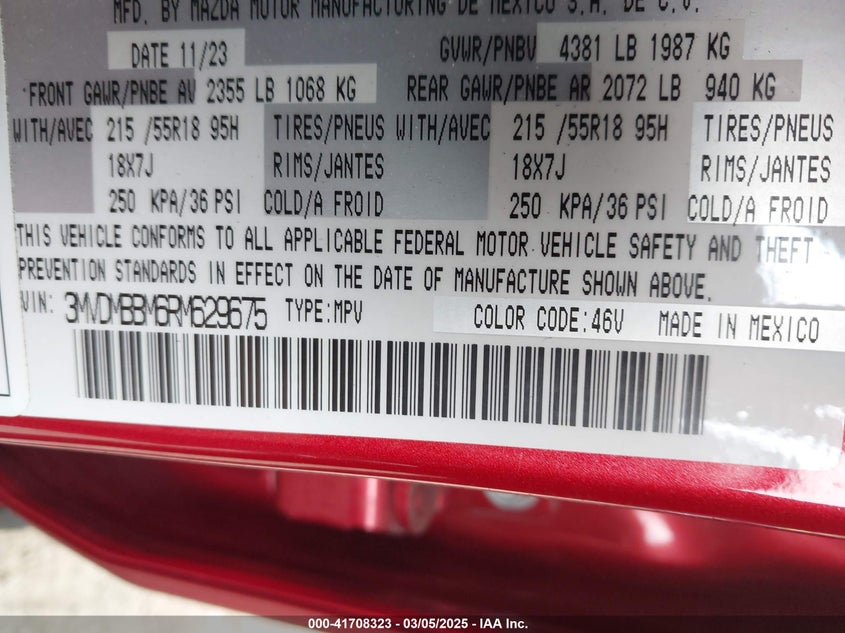 MFD. BY MAZDA MOTOR MANUFACTURING DE MEXICO S.A. DE C.V.
DATE 11/23 GVWR/PNBV 4381 LB 1987 KG
FRONT GAWR/PNBE AV 2355 LB 1068 KG REAR GAWR/PNBE AR 2072 LB 940 KG
WITH/AVEC 215 /55R18 95H TIRES/PNEUS WITH/AVEC 215 /55R18 95H TIRES/PNEUS
18X7J RIMS/JANTES 18X7J RIMS/JANTES
250 KPA/36 PSI COLD/A FROID 250 KPA/36 PSI COLD/A FROID
THIS VEHICLE CONFORMS TO ALL APPLICABLE FEDERAL MOTOR VEHICLE SAFETY AND THEFT
PREVENTION STANDARDS IN EFFECT ON THE DATE OF MANUFACTURE SHOWN ABOVE.
VIN: 3MVDMBBM6RM629675 TYPE:MPV COLOR CODE:46V MADE IN MEXICO
000-41708323 — 03/05/2025 — IAA Inc.